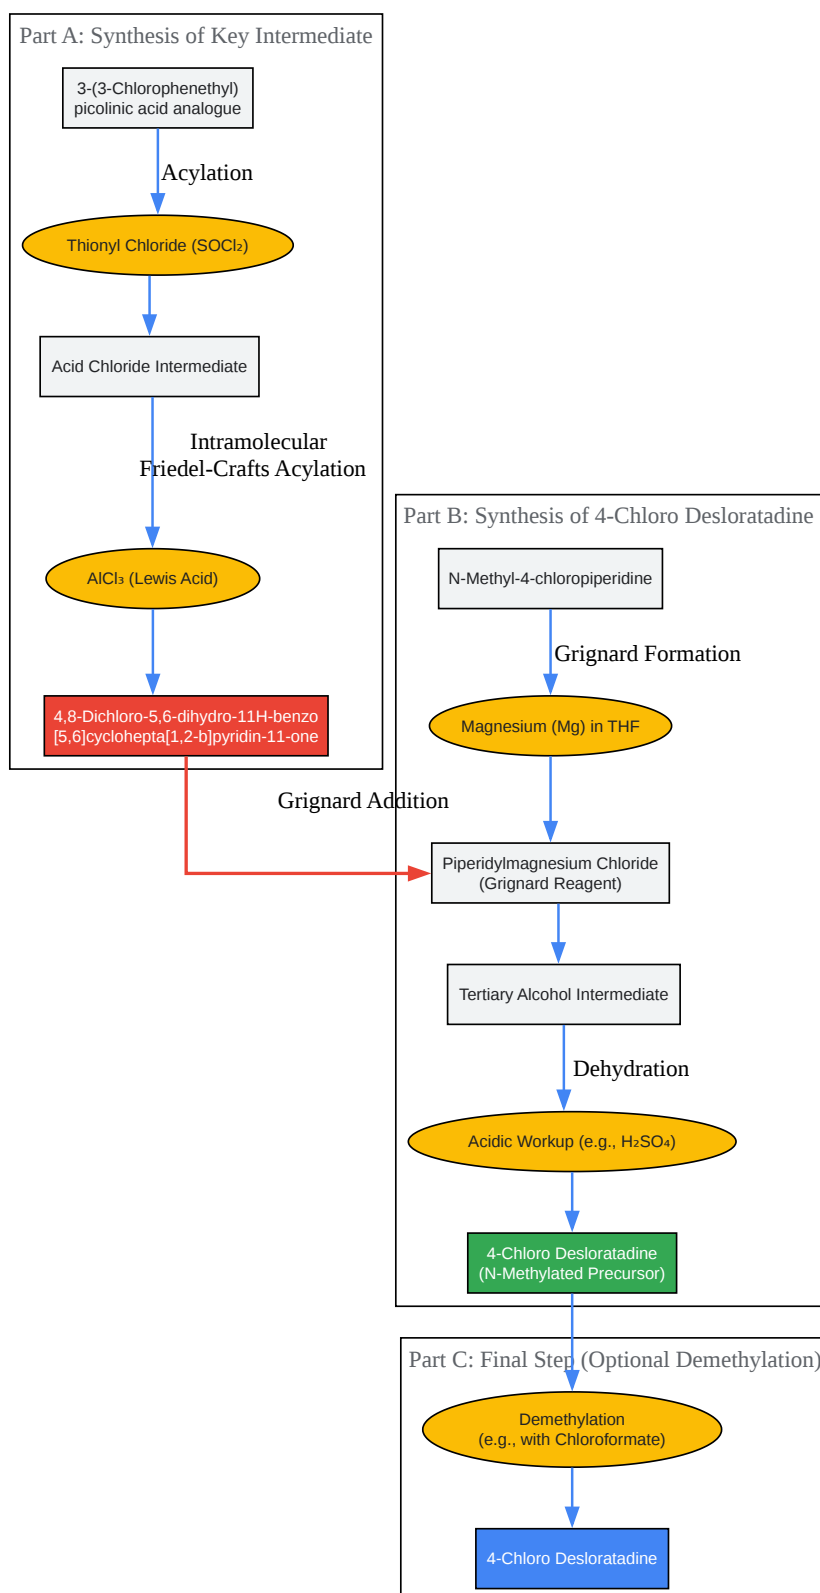 Part A: Synthesis of Key Intermediate
3-(3-Chlorophenethyl)
picolinic acid analogue
Acylation
Thionyl Chloride (SOCl₂)
Acid Chloride Intermediate
Intramolecular
Friedel-Crafts Acylation
AlCl₃ (Lewis Acid)
4,8-Dichloro-5,6-dihydro-11H-benzo
[5,6]cyclohepta[1,2-b]pyridin-11-one
Grignard Addition
Part B: Synthesis of 4-Chloro Desloratadine
N-Methyl-4-chloropiperidine
Grignard Formation
Magnesium (Mg) in THF
Piperidylmagnesium Chloride
(Grignard Reagent)
Tertiary Alcohol Intermediate
Dehydration
Acidic Workup (e.g., H₂SO₄)
4-Chloro Desloratadine
(N-Methylated Precursor)
Part C: Final Step (Optional Demethylation)
Demethylation
(e.g., with Chloroformate)
4-Chloro Desloratadine